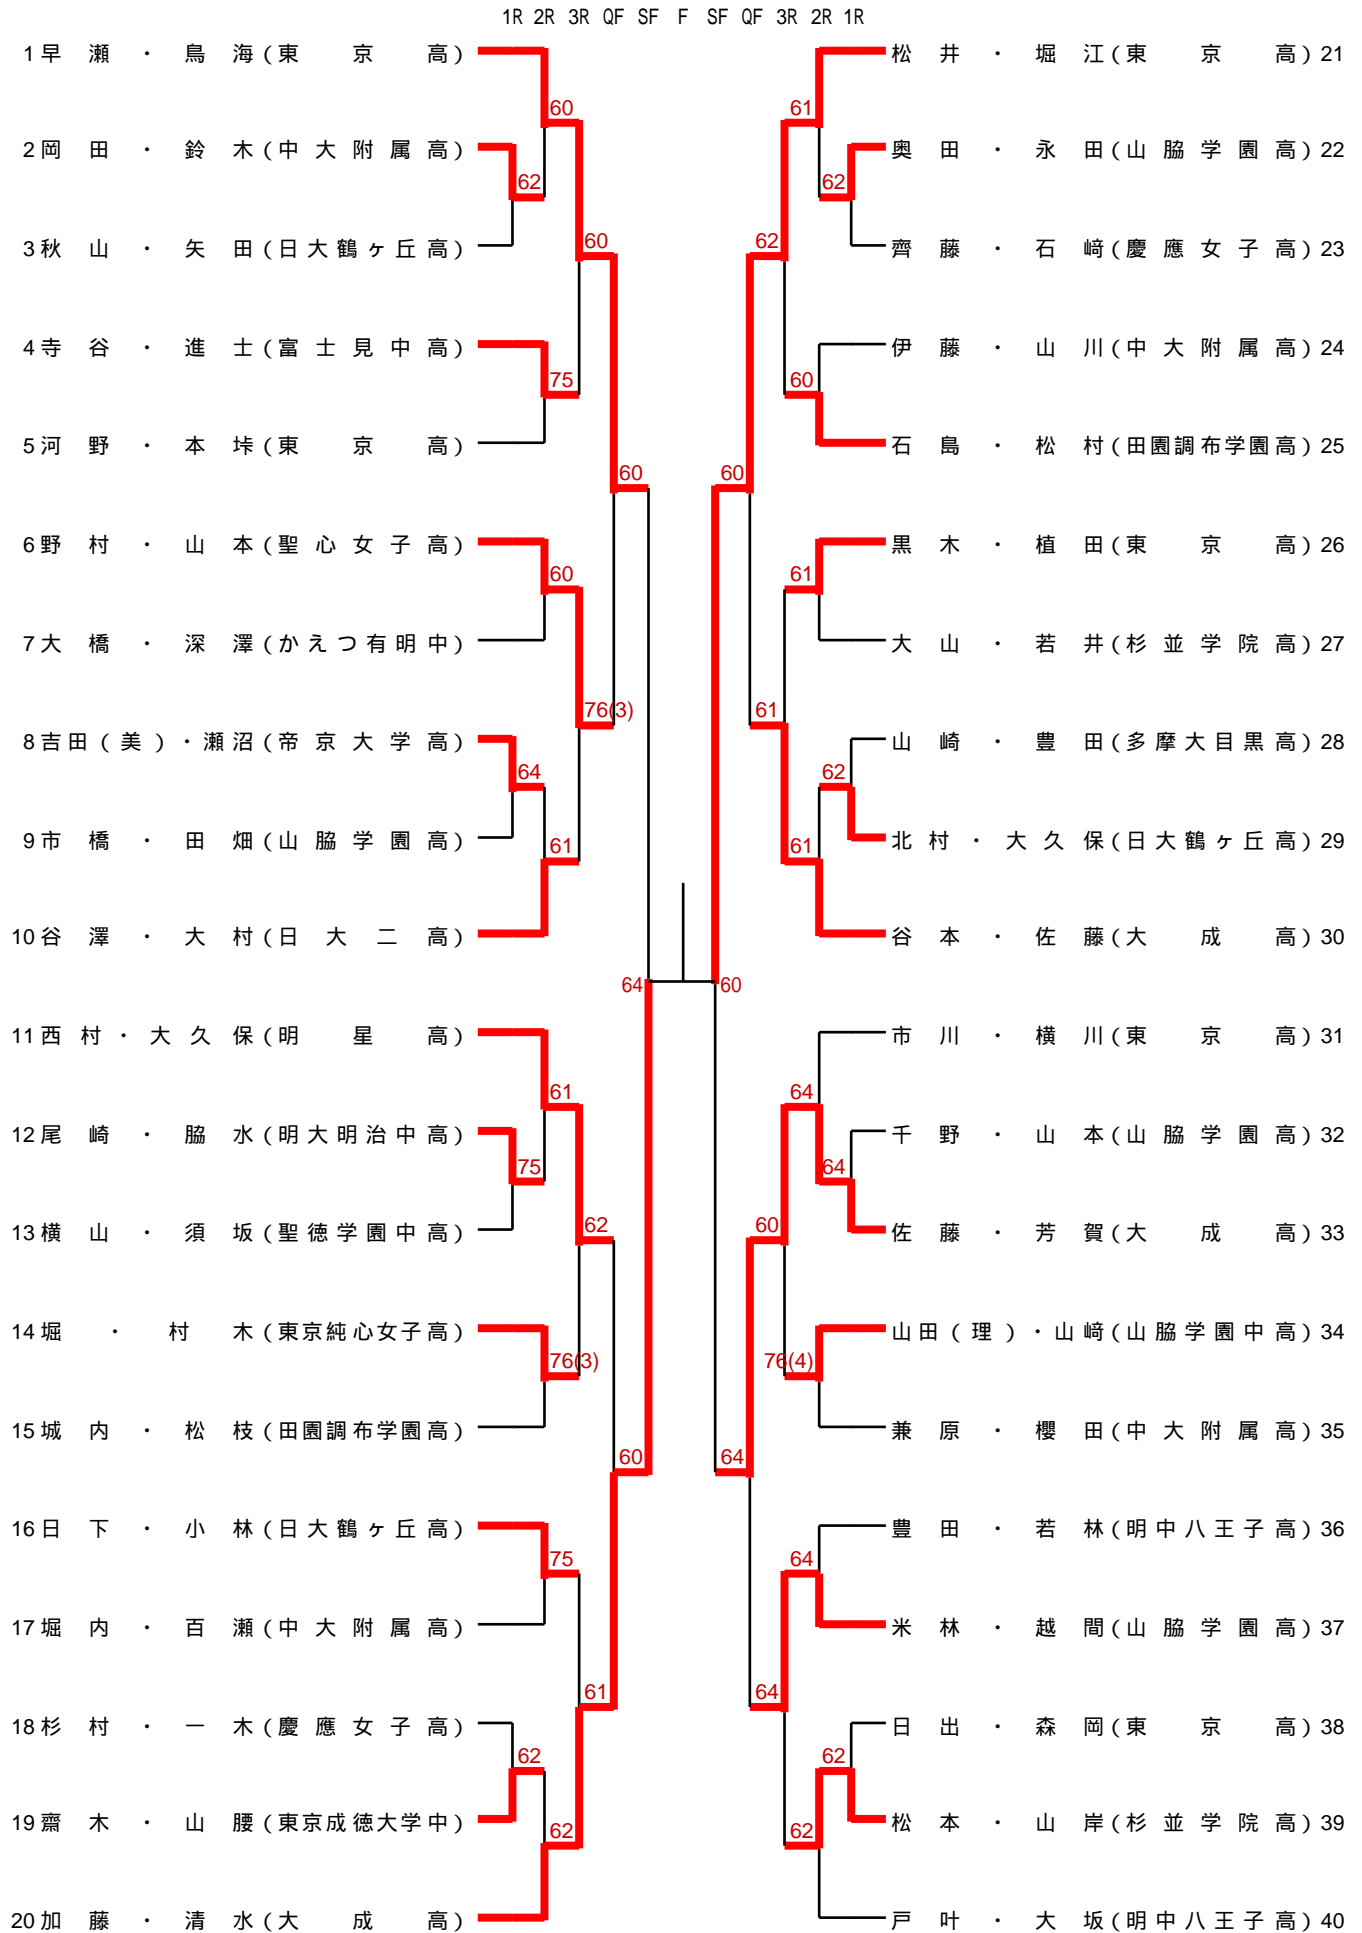 1R 2R 3R QF SF F SF QF 3R 2R 1R
1 早瀬・鳥海(東京高) 松井・堀江(東京高) 21
60 61
2 岡田・鈴木(中大附属高) 奥田・永田(山脇学園高) 22
62 62
3 秋山・矢田(日大鶴ヶ丘高) 60 62 齊藤・石﨑(慶應女子高) 23
4 寺谷・進士(富士見中高) 伊藤・山川(中大附属高) 24
75 60
5 河野・本垰(東京高) 石島・松村(田園調布学園高) 25
60 60
6 野村・山本(聖心女子高) 黒木・植田(東京高) 26
60 61
7 大橋・深澤(かえつ有明中) 大山・若井(杉並学院高) 27
76(3) 61
8 吉田(美)・瀬沼(帝京大学高) 山崎・豊田(多摩大目黒高) 28
64 62
9 市橋・田畑(山脇学園高) 61 61 北村・大久保(日大鶴ヶ丘高) 29
10 谷澤・大村(日大二高) 谷本・佐藤(大成高) 30
64 60
11 西村・大久保(明星高) 市川・横川(東京高) 31
61 64
12 尾崎・脇水(明大明治中高) 千野・山本(山脇学園高) 32
75 64
13 横山・須坂(聖徳学園中高) 62 60 佐藤・芳賀(大成高) 33
14 堀・村木(東京純心女子高) 山田(理)・山﨑(山脇学園中高) 34
76(3) 76(4)
15 城内・松枝(田園調布学園高) 兼原・櫻田(中大附属高) 35
60 64
16 日下・小林(日大鶴ヶ丘高) 豊田・若林(明中八王子高) 36
75 64
17 堀内・百瀬(中大附属高) 米林・越間(山脇学園高) 37
61 64
18 杉村・一木(慶應女子高) 日出・森岡(東京高) 38
62 62
19 齋木・山腰(東京成徳大学中) 62 62 松本・山岸(杉並学院高) 39
20 加藤・清水(大成高) 戸叶・大坂(明中八王子高) 40